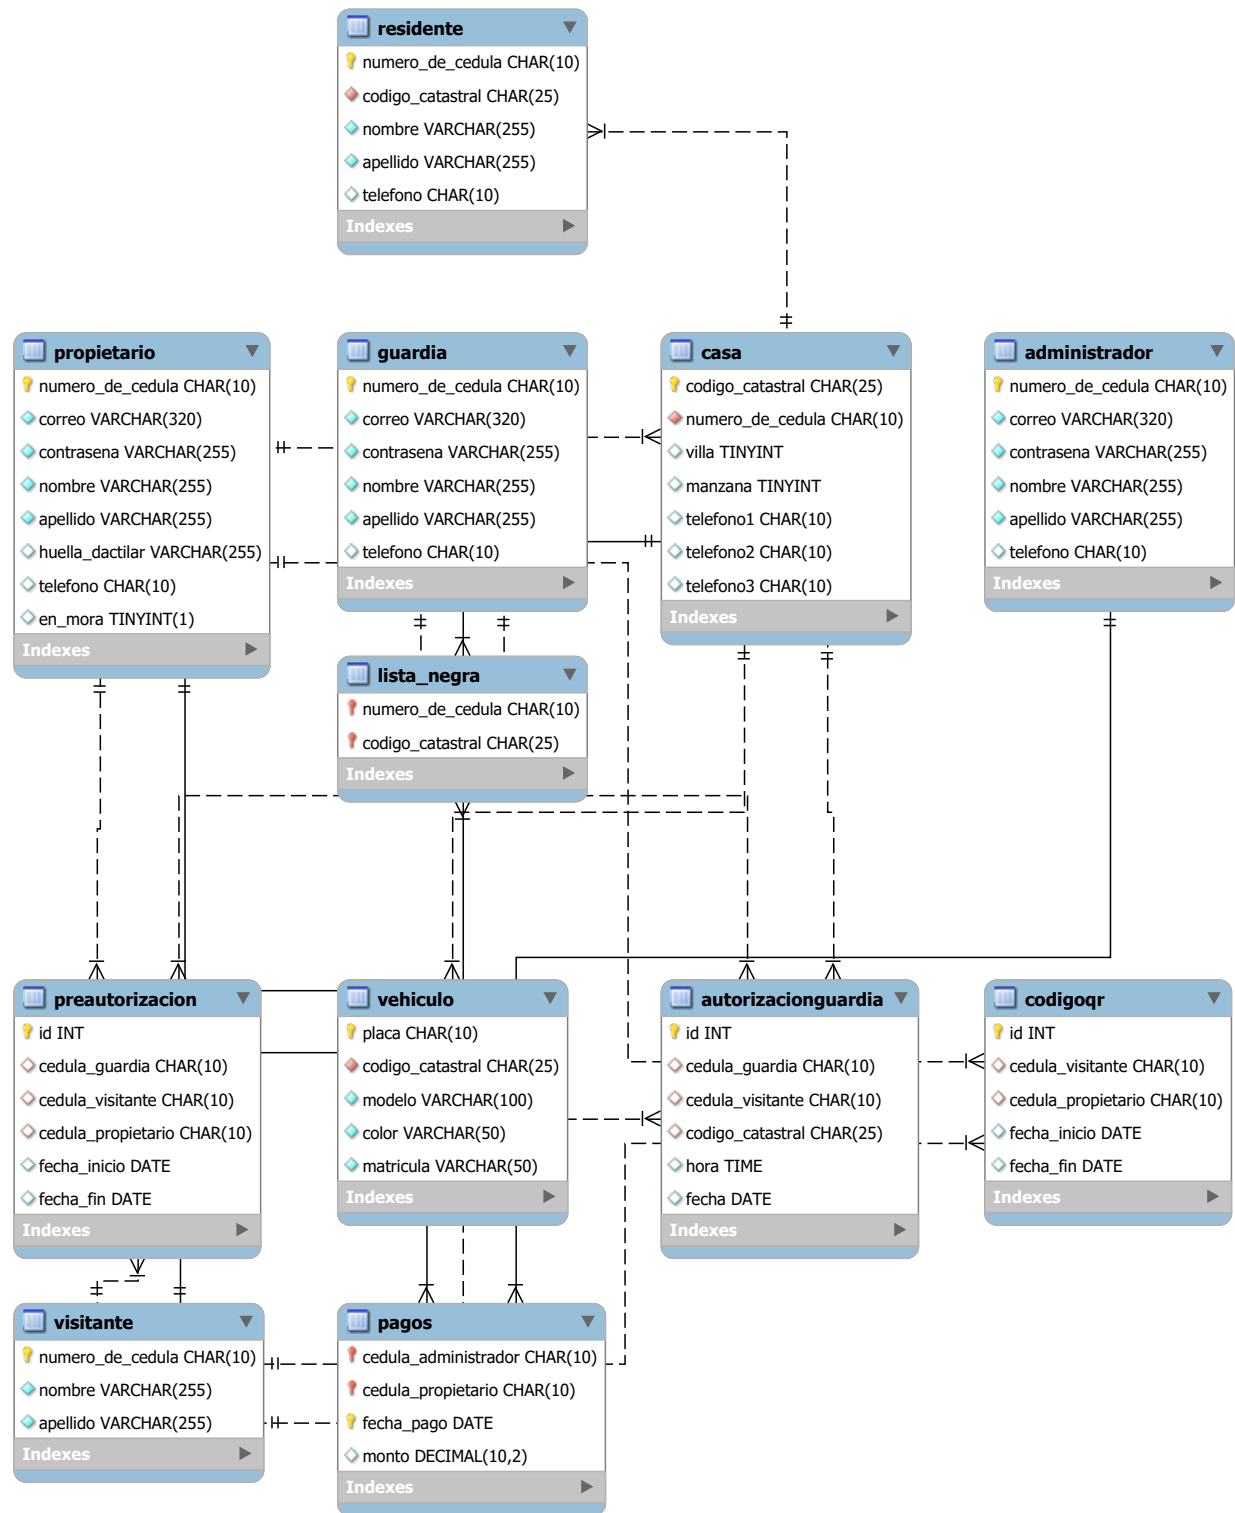 residente
numero_de_cedula CHAR(10)
codigo_catastral CHAR(25)
nombre VARCHAR(255)
apellido VARCHAR(255)
telefono CHAR(10)
Indexes
propietario
numero_de_cedula CHAR(10)
correo VARCHAR(320)
contrasena VARCHAR(255)
nombre VARCHAR(255)
apellido VARCHAR(255)
huella_dactilar VARCHAR(255)
telefono CHAR(10)
en_mora TINYINT(1)
Indexes
guardia
numero_de_cedula CHAR(10)
correo VARCHAR(320)
contrasena VARCHAR(255)
nombre VARCHAR(255)
apellido VARCHAR(255)
telefono CHAR(10)
Indexes
casa
codigo_catastral CHAR(25)
numero_de_cedula CHAR(10)
villa TINYINT
manzana TINYINT
telefono1 CHAR(10)
telefono2 CHAR(10)
telefono3 CHAR(10)
Indexes
administrador
numero_de_cedula CHAR(10)
correo VARCHAR(320)
contrasena VARCHAR(255)
nombre VARCHAR(255)
apellido VARCHAR(255)
telefono CHAR(10)
Indexes
lista_negra
numero_de_cedula CHAR(10)
codigo_catastral CHAR(25)
Indexes
preautorizacion
id INT
cedula_guardia CHAR(10)
cedula_visitante CHAR(10)
cedula_propietario CHAR(10)
fecha_inicio DATE
fecha_fin DATE
Indexes
vehiculo
placa CHAR(10)
codigo_catastral CHAR(25)
modelo VARCHAR(100)
color VARCHAR(50)
matricula VARCHAR(50)
Indexes
autorizacionguardia
id INT
cedula_guardia CHAR(10)
cedula_visitante CHAR(10)
codigo_catastral CHAR(25)
hora TIME
fecha DATE
Indexes
codigoqr
id INT
cedula_visitante CHAR(10)
cedula_propietario CHAR(10)
fecha_inicio DATE
fecha_fin DATE
Indexes
visitante
numero_de_cedula CHAR(10)
nombre VARCHAR(255)
apellido VARCHAR(255)
Indexes
pagos
cedula_administrador CHAR(10)
cedula_propietario CHAR(10)
fecha_pago DATE
monto DECIMAL(10,2)
Indexes